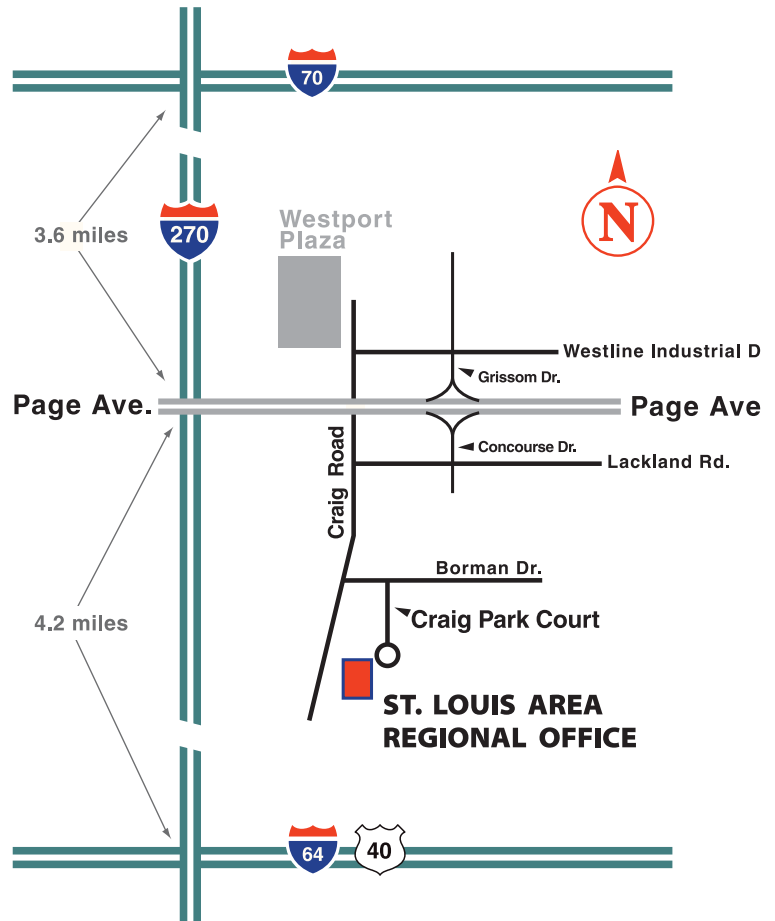 70
3.6 miles
270
Westport
Plaza
N
Westline Industrial D
Grissom Dr.
Page Ave.
Page Ave
Craig Road
Concourse Dr.
Lackland Rd.
Borman Dr.
Craig Park Court
4.2 miles
ST. LOUIS AREA
REGIONAL OFFICE
64
40